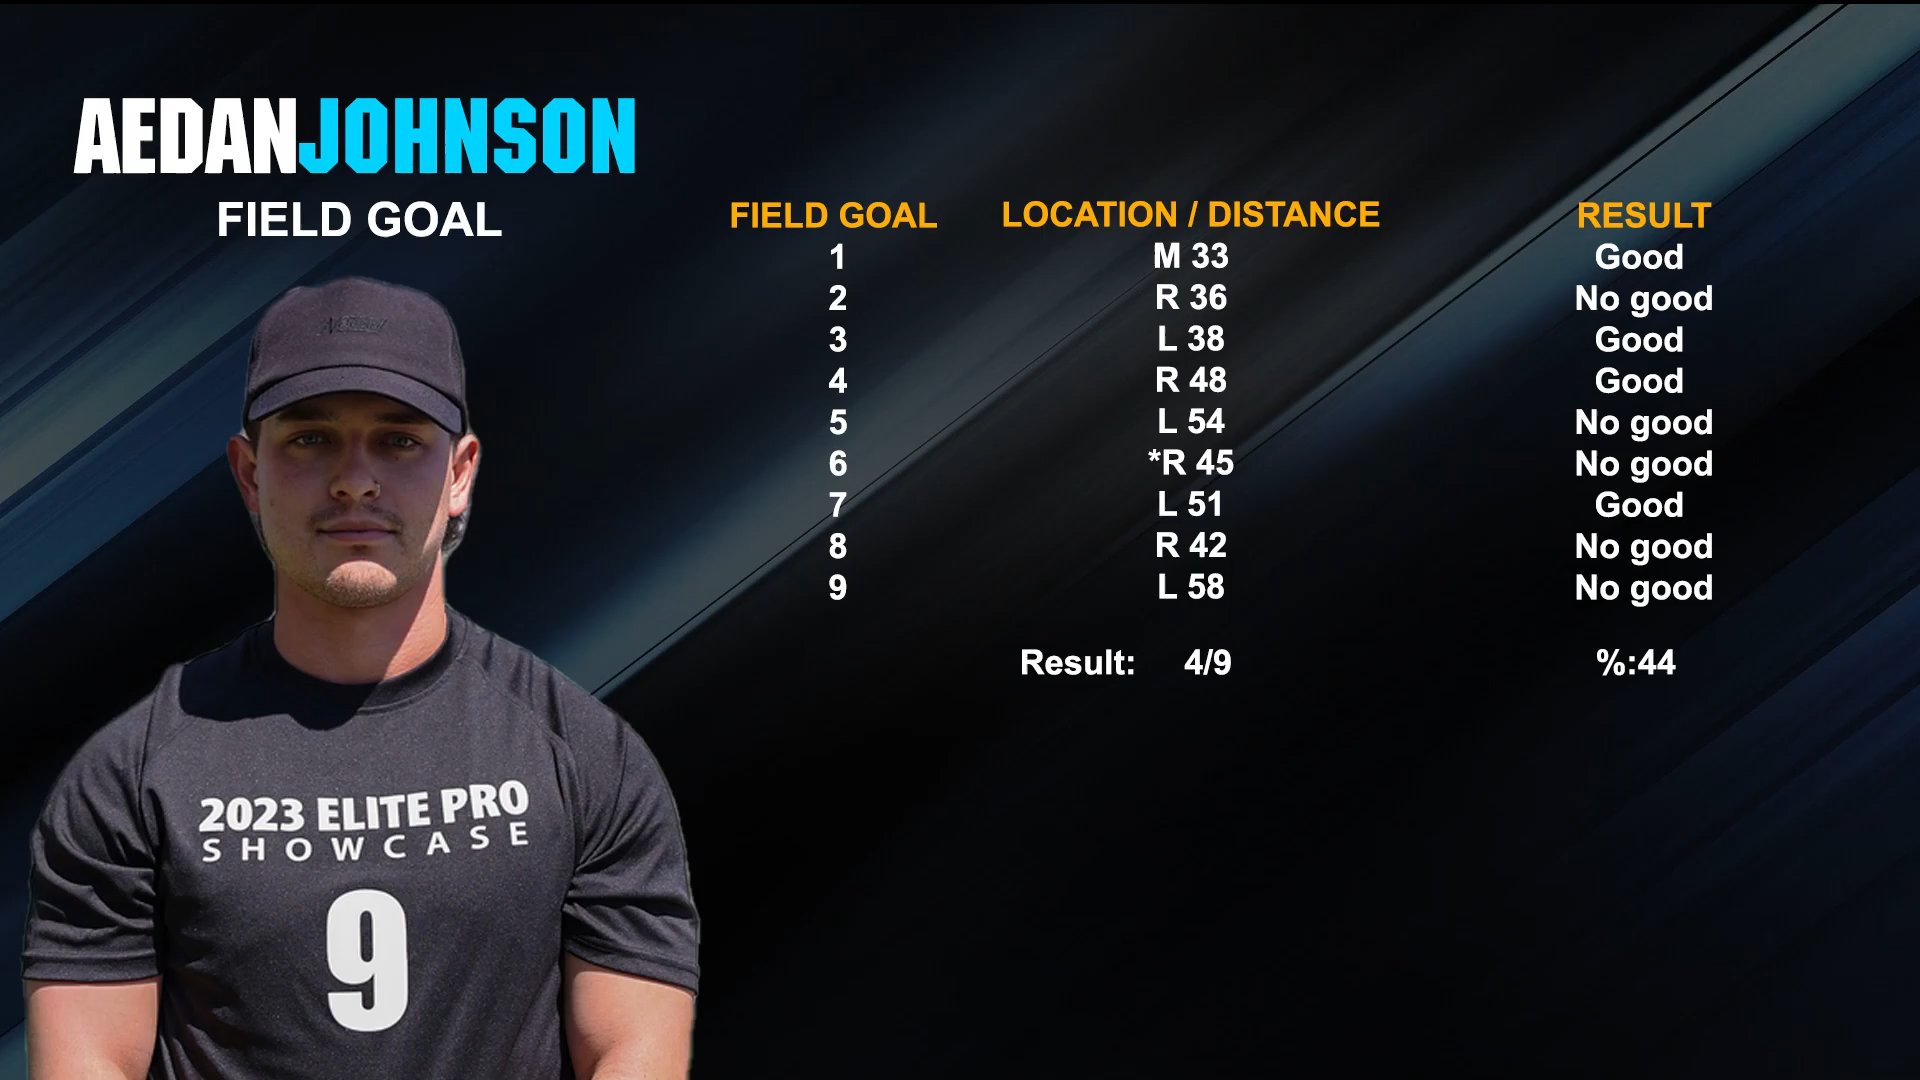 AEDANJOHNSON
FIELD GOAL
FIELD GOAL LOCATION / DISTANCE RESULT
1 M 33 Good
2 R 36 No good
3 L 38 Good
4 R 48 Good
5 L 54 No good
6 *R 45 No good
7 L 51 Good
8 R 42 No good
9 L 58 No good
Result: 4/9 %:44
2023 ELITE PRO
SHOWCASE
9